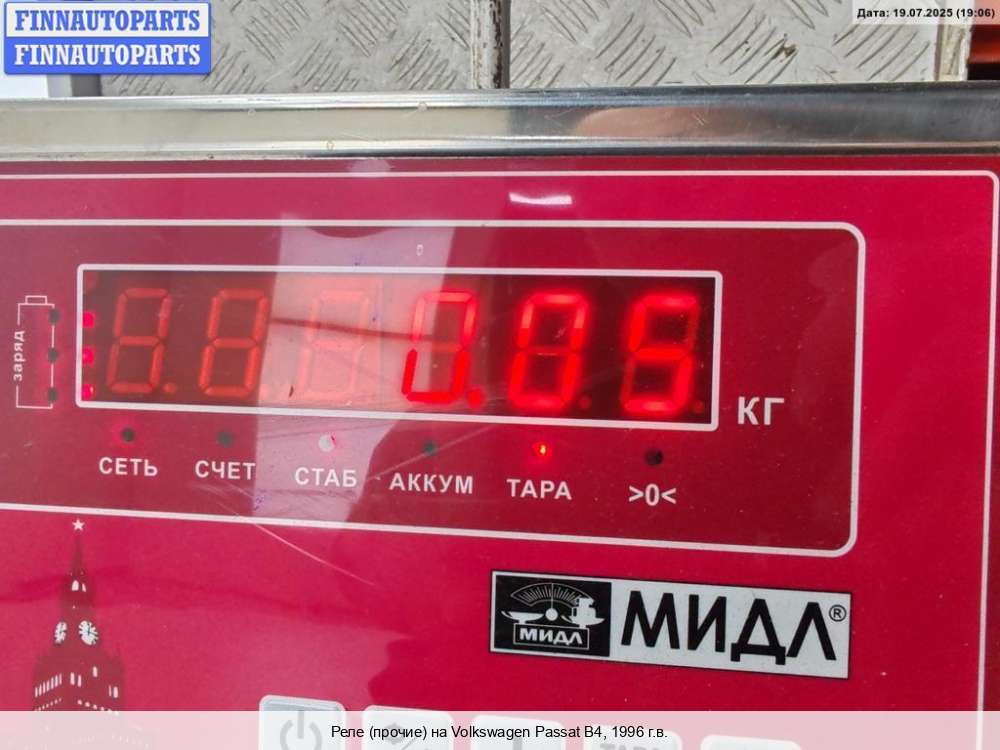 FINNAUTOPARTS
FINNAUTOPARTS
Дата: 19.07.2025 (19:06)
заряд
0.05
КГ
СЕТЬ СЧЕТ СТАБ АККУМ ТАРА >0<
МИДЛ МИДЛ®
Реле (прочие) на Volkswagen Passat B4, 1996 г.в.